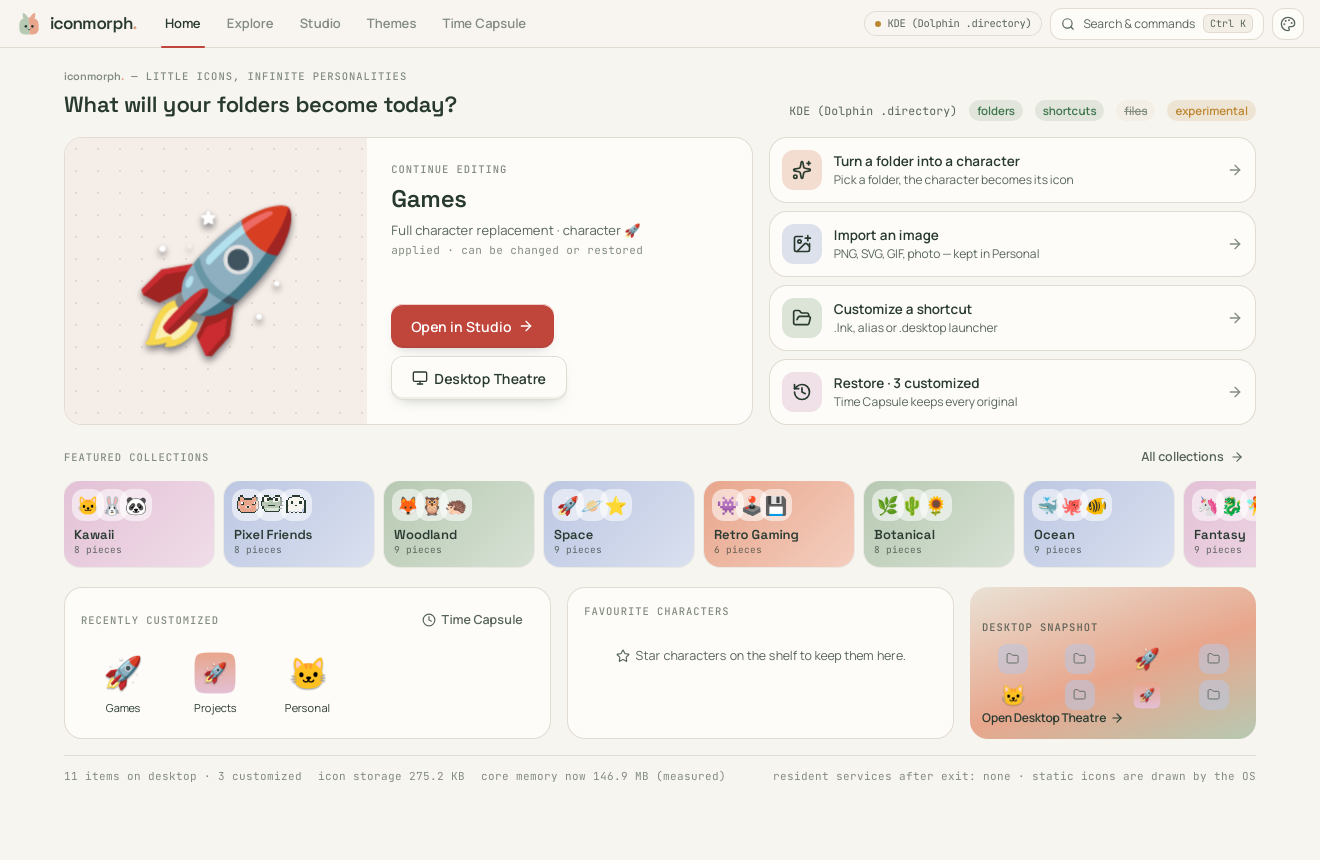 iconmorph.
Home
Explore
Studio
Themes
Time Capsule
KDE (Dolphin .directory)
Search & commands
Ctrl K
iconmorph. — LITTLE ICONS, INFINITE PERSONALITIES
What will your folders become today?
KDE (Dolphin .directory)
folders
shortcuts
files
experimental
CONTINUE EDITING
Games
Full character replacement · character 🚀
applied · can be changed or restored
Open in Studio
Desktop Theatre
Turn a folder into a character
Pick a folder, the character becomes its icon
Import an image
PNG, SVG, GIF, photo — kept in Personal
Customize a shortcut
.lnk, alias or .desktop launcher
Restore · 3 customized
Time Capsule keeps every original
FEATURED COLLECTIONS
All collections
Kawaii
8 pieces
Pixel Friends
8 pieces
Woodland
9 pieces
Space
9 pieces
Retro Gaming
6 pieces
Botanical
8 pieces
Ocean
9 pieces
Fantasy
9 pieces
RECENTLY CUSTOMIZED
Time Capsule
Games
Projects
Personal
FAVOURITE CHARACTERS
Star characters on the shelf to keep them here.
DESKTOP SNAPSHOT
Open Desktop Theatre
11 items on desktop · 3 customized
icon storage 275.2 KB
core memory now 146.9 MB (measured)
resident services after exit: none · static icons are drawn by the OS